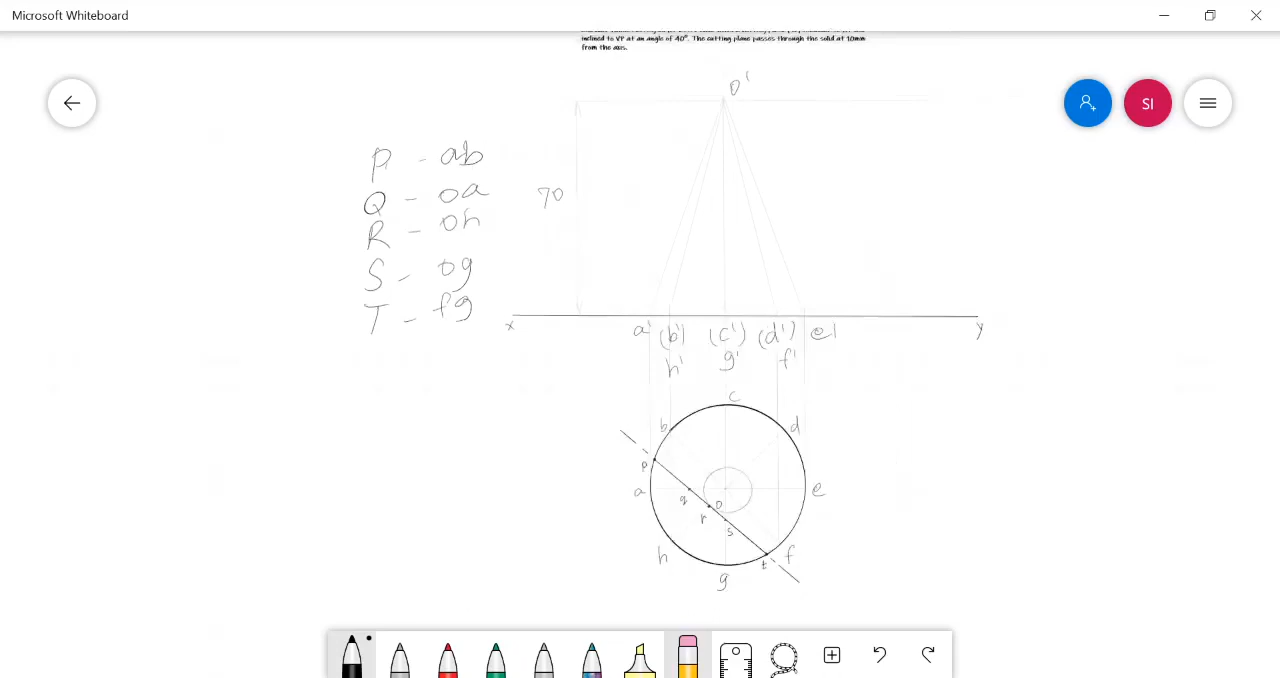 Microsoft Whiteboard
inclined to VP at an angle of 40°. The cutting plane passes through the solid at 10mm
from the axis.
o'
SI
P - ab
Q - oa
R - oh
S - og
T - fg
70
x
y
a' (b') (c') (d') e'
h' g' f'
c
b
d
p
a
e
q
o
r
s
h
t
f
g